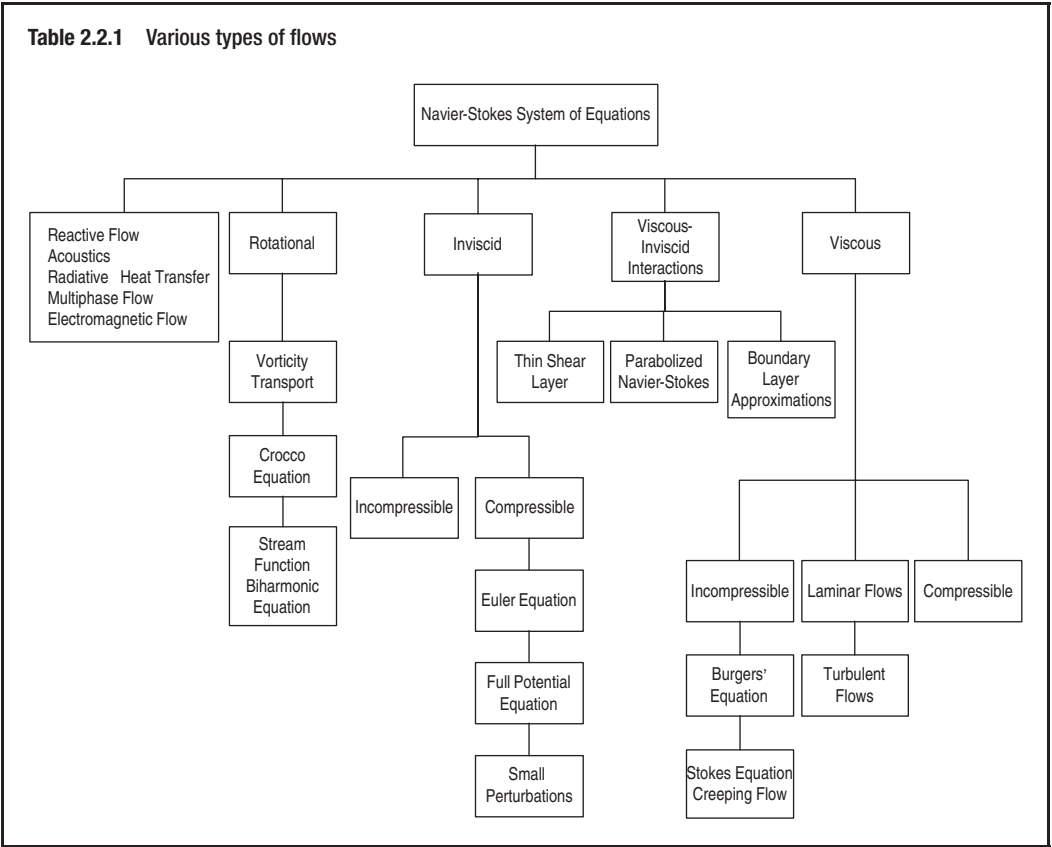 Table 2.2.1 Various types of flows
Navier-Stokes System of Equations
Reactive Flow
Acoustics
Radiative Heat Transfer
Multiphase Flow
Electromagnetic Flow
Rotational
Inviscid
Viscous-
Inviscid
Interactions
Viscous
Vorticity
Transport
Thin Shear
Layer
Parabolized
Navier-Stokes
Boundary
Layer
Approximations
Crocco
Equation
Incompressible
Compressible
Stream
Function
Biharmonic
Equation
Euler Equation
Incompressible
Laminar Flows
Compressible
Full Potential
Equation
Burgers’
Equation
Turbulent
Flows
Small
Perturbations
Stokes Equation
Creeping Flow